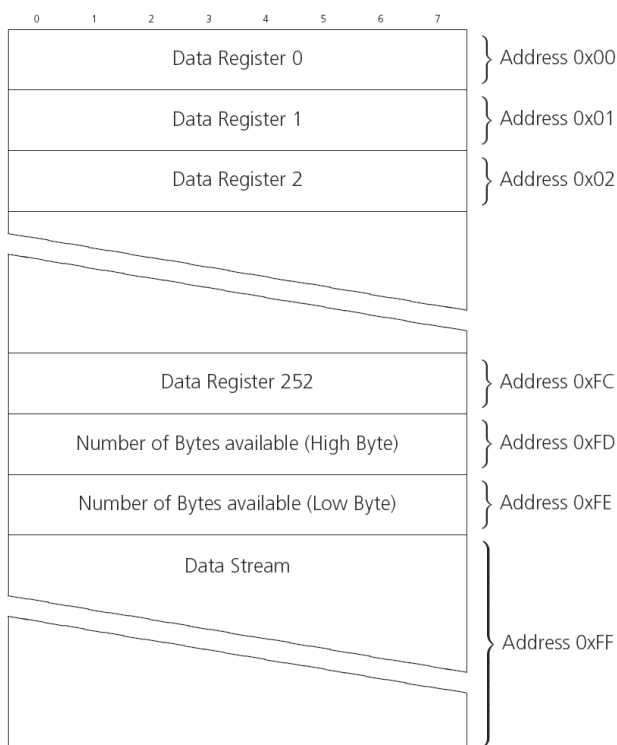 0 1 2 3 4 5 6 7
Data Register 0 Address 0x00
Data Register 1 Address 0x01
Data Register 2 Address 0x02
Data Register 252 Address 0xFC
Number of Bytes available (High Byte) Address 0xFD
Number of Bytes available (Low Byte) Address 0xFE
Data Stream
Address 0xFF